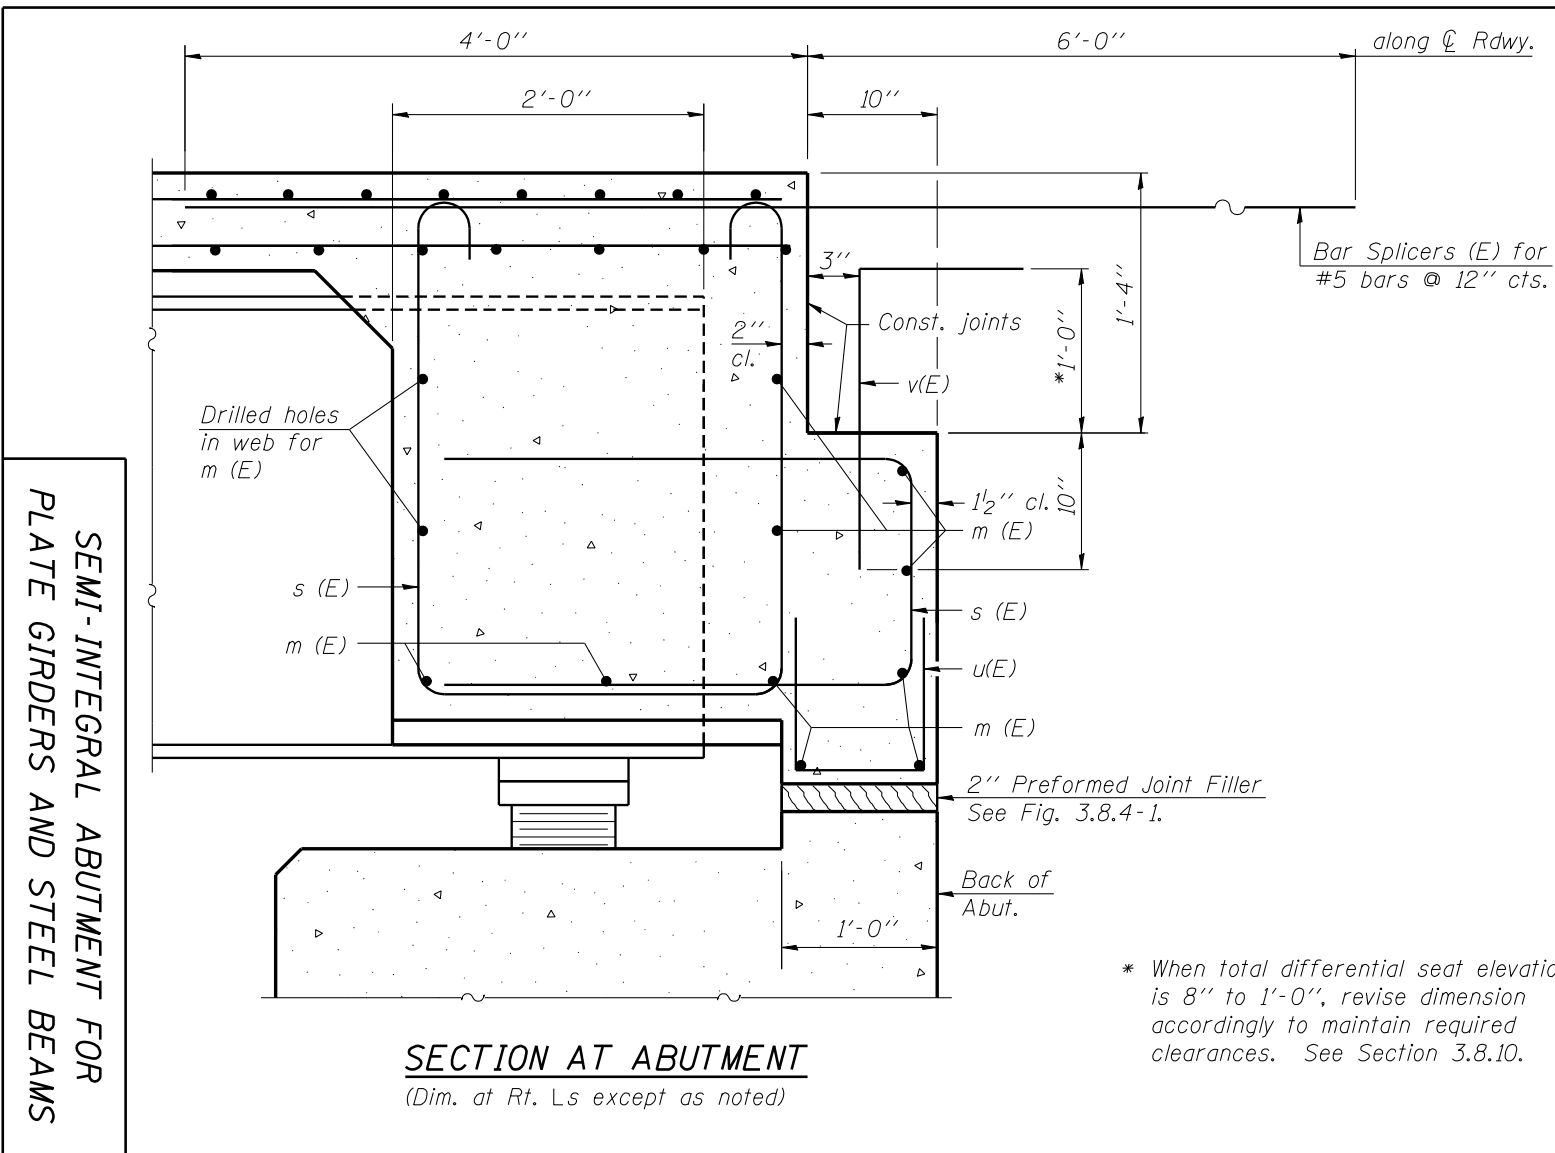 4'-0"
6'-0"
along ℄ Rdwy.
2'-0"
10"
Bar Splicers (E) for
#5 bars @ 12" cts.
3"
1'-4"
Const. joints
2"
cl.
*1'-0"
v(E)
Drilled holes
in web for
m (E)
1½" cl.
10"
m (E)
s (E)
s (E)
m (E)
u(E)
m (E)
2" Preformed Joint Filler
See Fig. 3.8.4-1.
Back of
Abut.
1'-0"
* When total differential seat elevatio
is 8" to 1'-0", revise dimension
accordingly to maintain required
clearances. See Section 3.8.10.
SECTION AT ABUTMENT
(Dim. at Rt. Ls except as noted)
SEMI-INTEGRAL ABUTMENT FOR
PLATE GIRDERS AND STEEL BEAMS